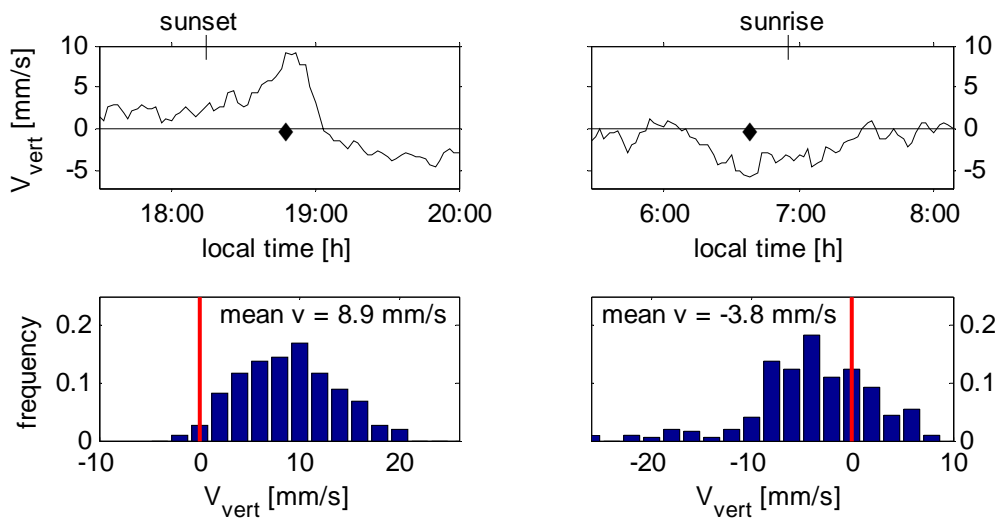 sunset
sunrise
10
5
0
-5
V_vert [mm/s]
18:00 19:00 20:00
local time [h]
10
5
0
-5
6:00 7:00 8:00
local time [h]
mean v = 8.9 mm/s
0.2
0.1
0
frequency
-10 0 10 20
V_vert [mm/s]
mean v = -3.8 mm/s
0.2
0.1
0
-20 -10 0 10
V_vert [mm/s]